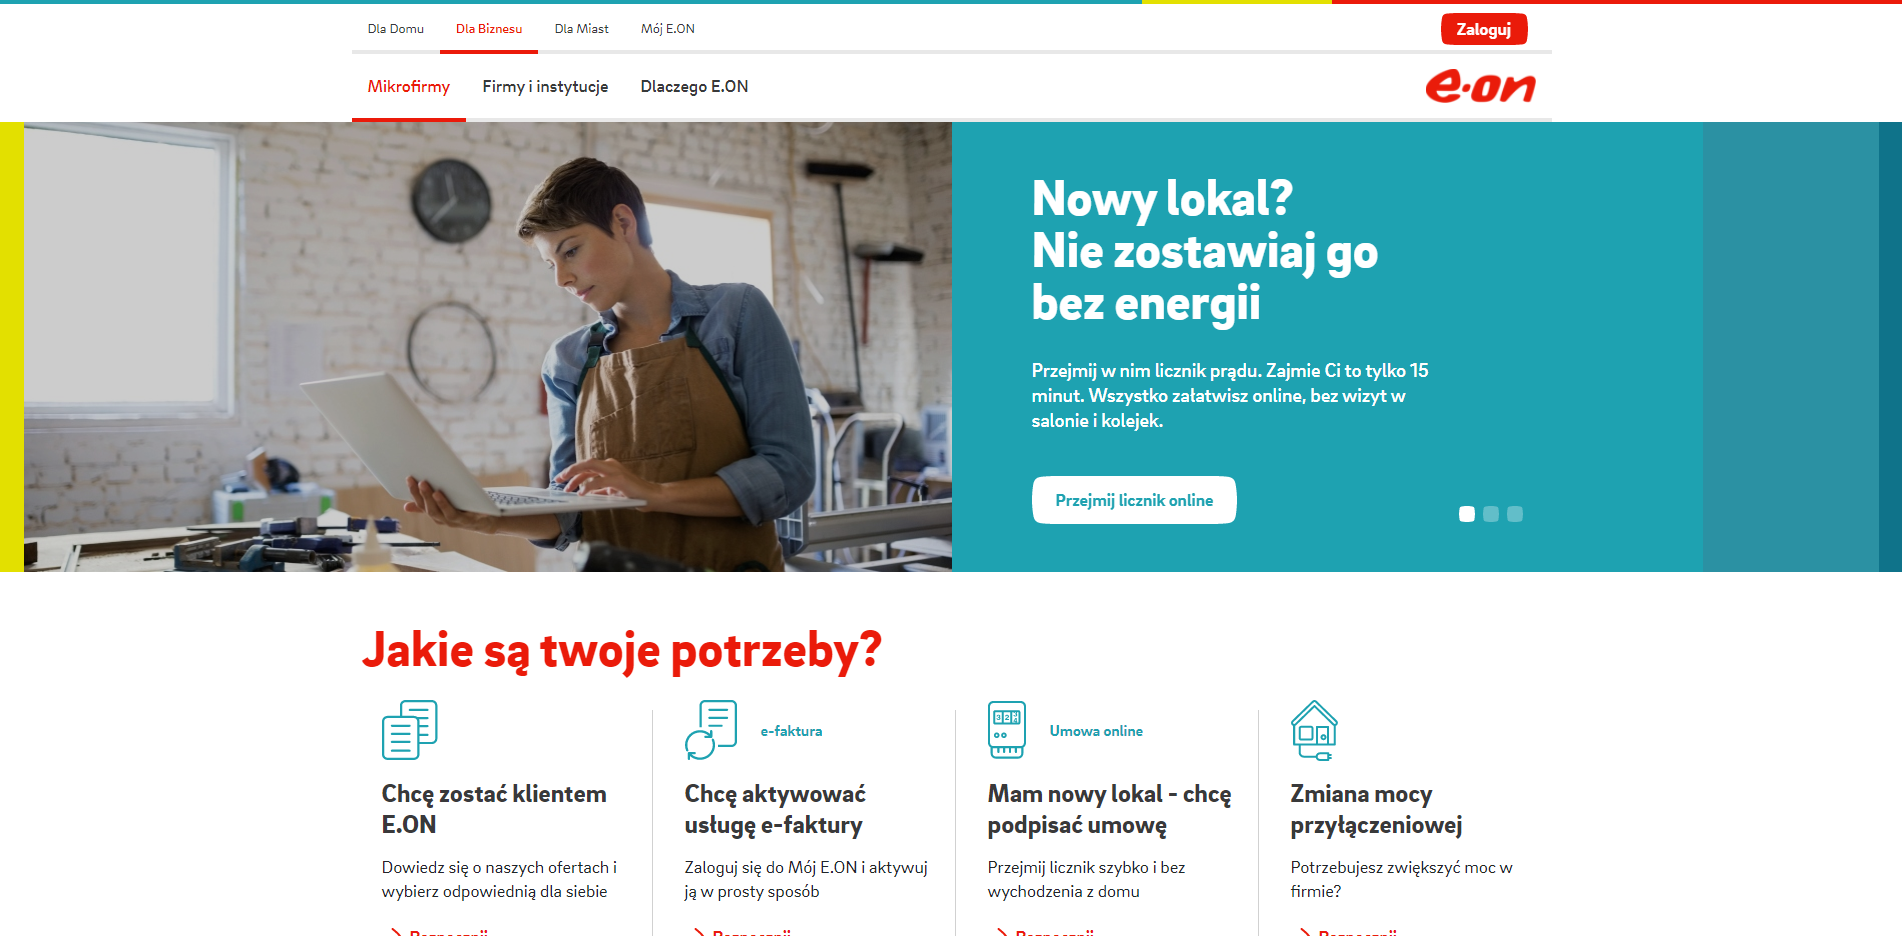 Dla Domu
Dla Biznesu
Dla Miast
Mój E.ON
Zaloguj
Mikrofirmy
Firmy i instytucje
Dlaczego E.ON
e·on
Nowy lokal?
Nie zostawiaj go
bez energii
Przejmij w nim licznik prądu. Zajmie Ci to tylko 15
minut. Wszystko załatwisz online, bez wizyt w
salonie i kolejek.
Przejmij licznik online
Jakie są twoje potrzeby?
Chcę zostać klientem
E.ON
Dowiedz się o naszych ofertach i
wybierz odpowiednią dla siebie
e-faktura
Chcę aktywować
usługę e-faktury
Zaloguj się do Mój E.ON i aktywuj
ją w prosty sposób
Umowa online
Mam nowy lokal - chcę
podpisać umowę
Przejmij licznik szybko i bez
wychodzenia z domu
Zmiana mocy
przyłączeniowej
Potrzebujesz zwiększyć moc w
firmie?